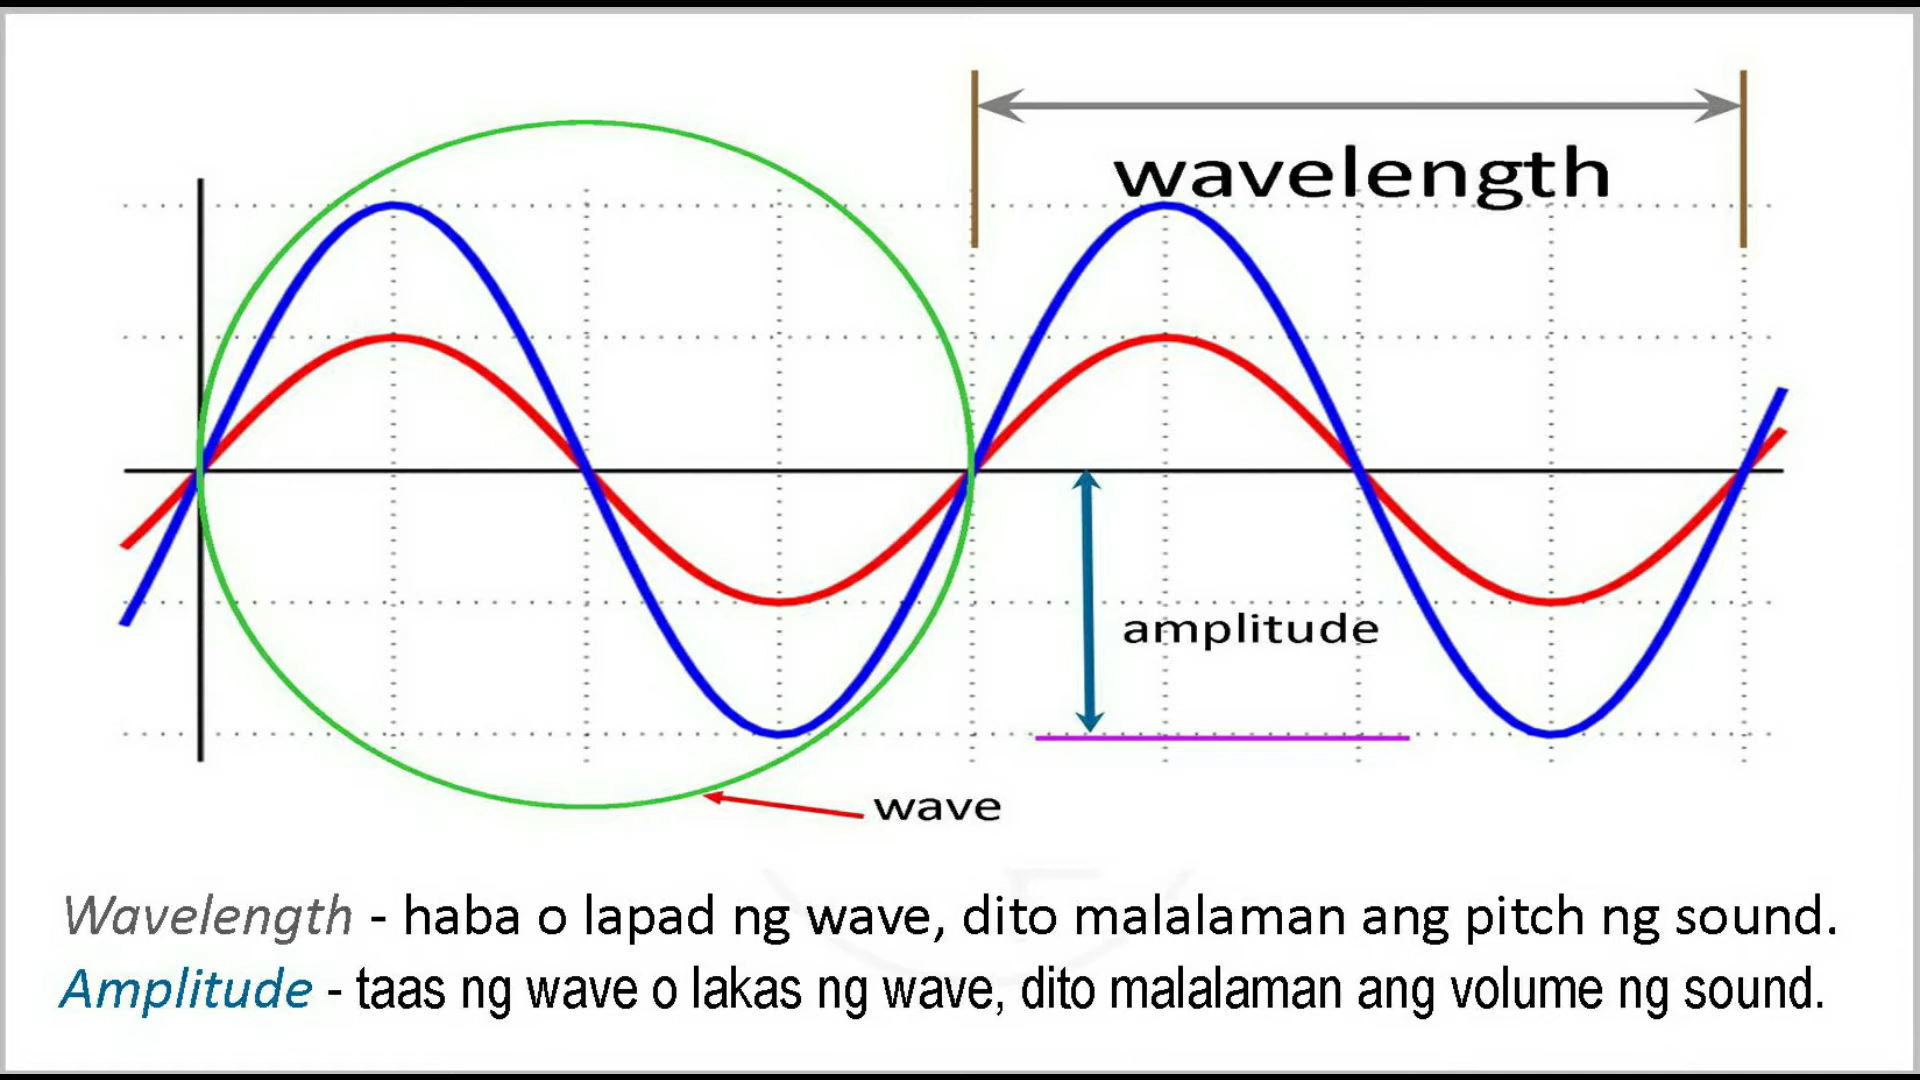 wavelength
amplitude
wave
Wavelength - haba o lapad ng wave, dito malalaman ang pitch ng sound.
Amplitude - taas ng wave o lakas ng wave, dito malalaman ang volume ng sound.